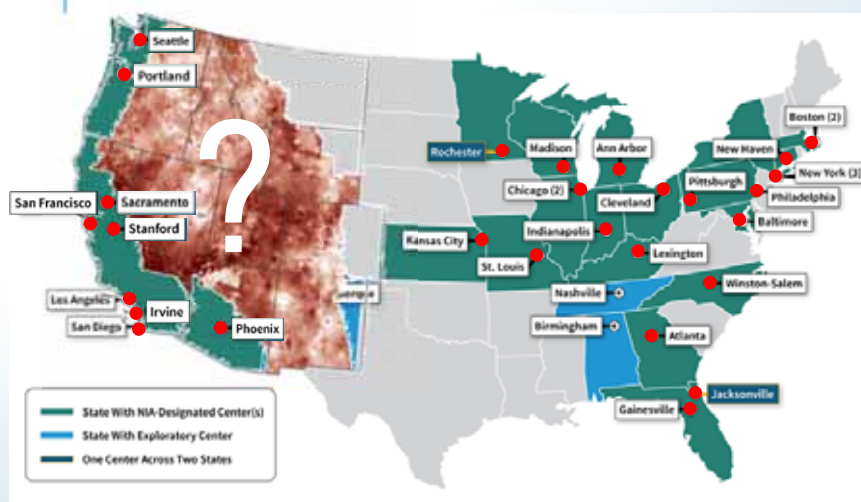 Seattle
Portland
?
San Francisco
Sacramento
Stanford
Los Angeles
Irvine
San Diego
Phoenix
uerque
Rochester
Madison
Ann Arbor
Boston (2)
New Haven
New York (3)
Chicago (2)
Cleveland
Pittsburgh
Philadelphia
Baltimore
Kansas City
Indianapolis
St. Louis
Lexington
Nashville
Winston-Salem
Birmingham
Atlanta
Jacksonville
Gainesville
State With NIA-Designated Center(s)
State With Exploratory Center
One Center Across Two States